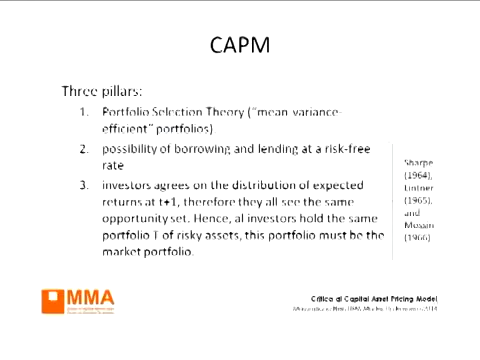 CAPM
Three pillars:
1. Portfolio Selection Theory ("mean-variance-
efficient" portfolios)
2. possibility of borrowing and lending at a risk-free
rate
3. investors agrees on the distribution of expected
returns at t+1, therefore they all see the same
opportunity set. Hence, al investors hold the same
portfolio T of risky assets, this portfolio must be the
market portfolio.
Sharpe
(1964),
Lintner
(1965),
and
Mossin
(1966)
MMA
Critica al Capital Asset Pricing Model